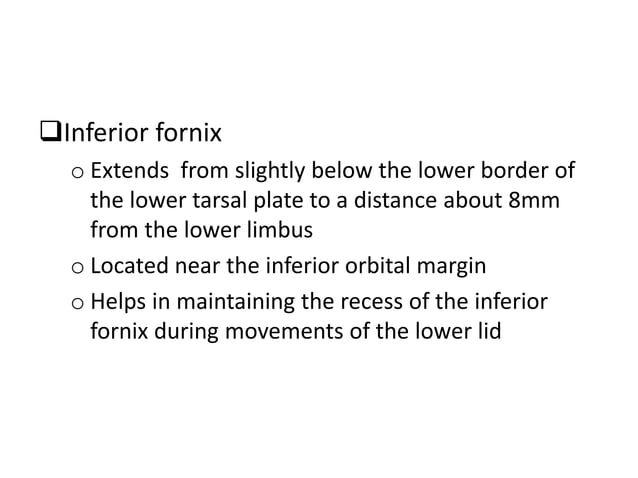 ❑Inferior fornix
o Extends  from slightly below the lower border of
the lower tarsal plate to a distance about 8mm
from the lower limbus
o Located near the inferior orbital margin
o Helps in maintaining the recess of the inferior
fornix during movements of the lower lid